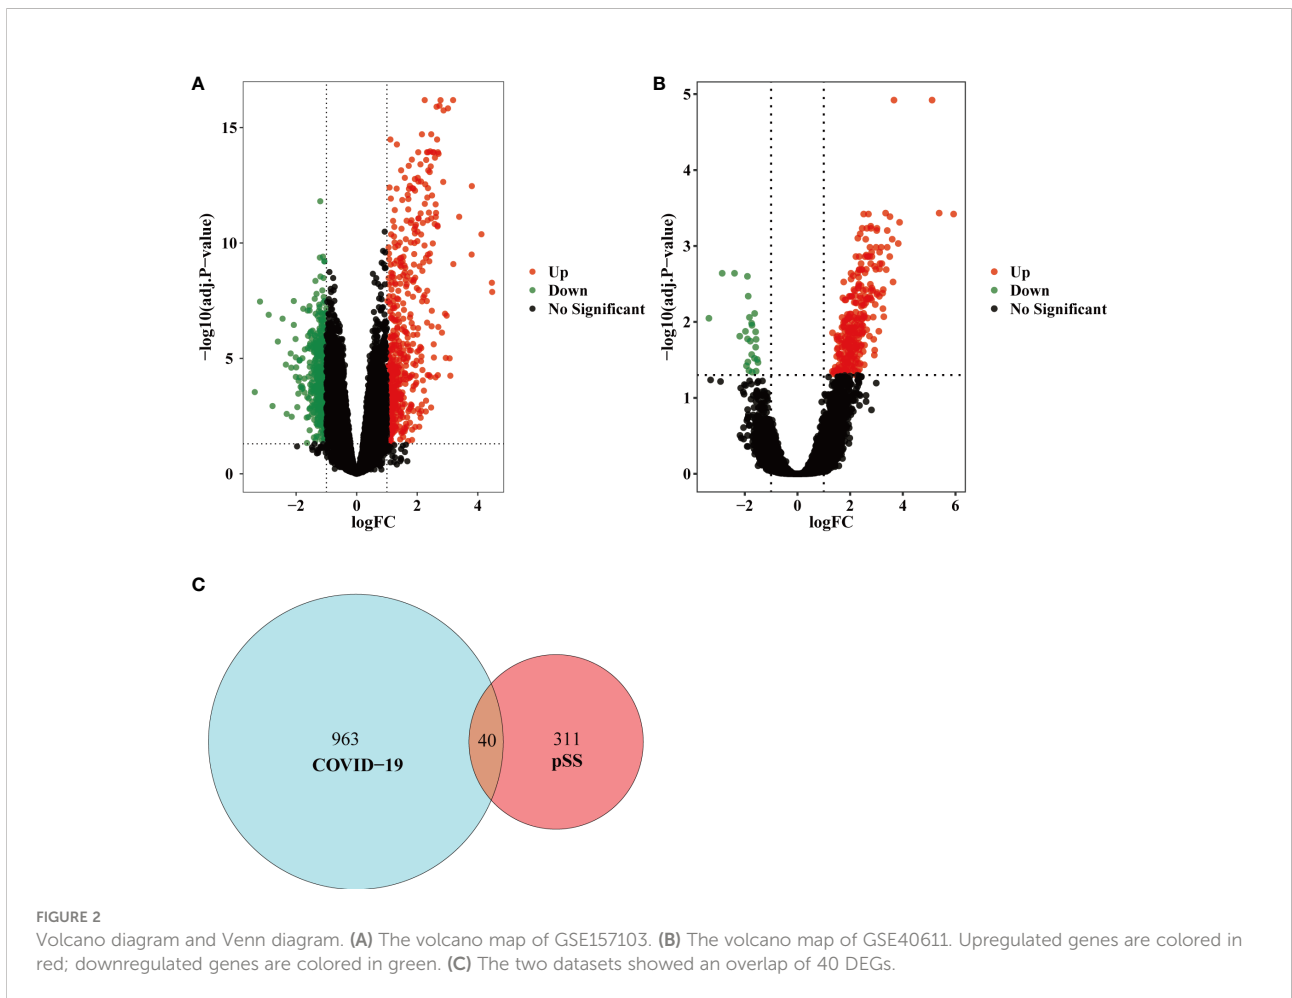 A
−log10(adj.P−value)
15
10
5
0
−2 0 2 4
logFC
Up
Down
No Significant
B
−log10(adj.P−value)
5
4
3
2
1
0
−2 0 2 4 6
logFC
Up
Down
No Significant
C
963
COVID−19
40
311
pSS
FIGURE 2
Volcano diagram and Venn diagram. (A) The volcano map of GSE157103. (B) The volcano map of GSE40611. Upregulated genes are colored in
red; downregulated genes are colored in green. (C) The two datasets showed an overlap of 40 DEGs.